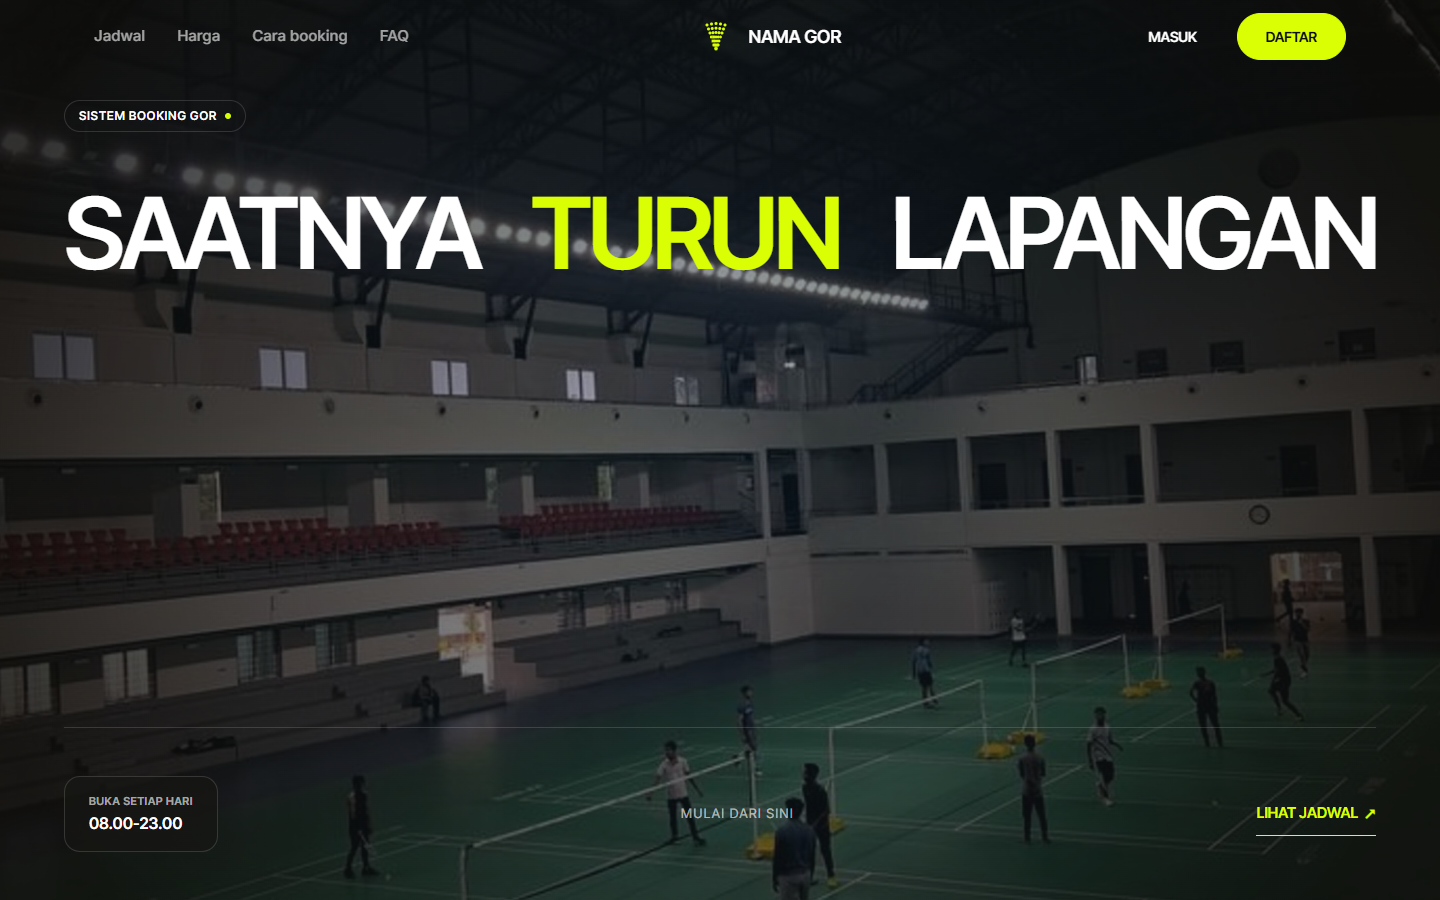 Jadwal Harga Cara booking FAQ NAMA GOR MASUK DAFTAR
SISTEM BOOKING GOR
SAATNYA TURUN LAPANGAN
BUKA SETIAP HARI
08.00-23.00
MULAI DARI SINI
LIHAT JADWAL ↗